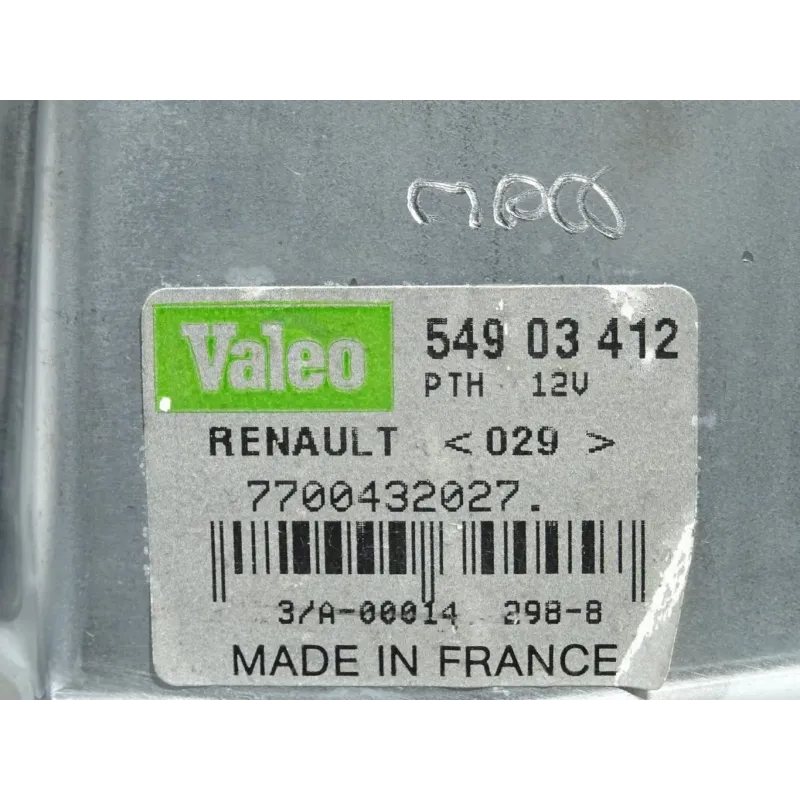 Valeo 549 03 412
PTH 12V
RENAULT <029 >
7700432027.
3/A-00014 298-8
MADE IN FRANCE